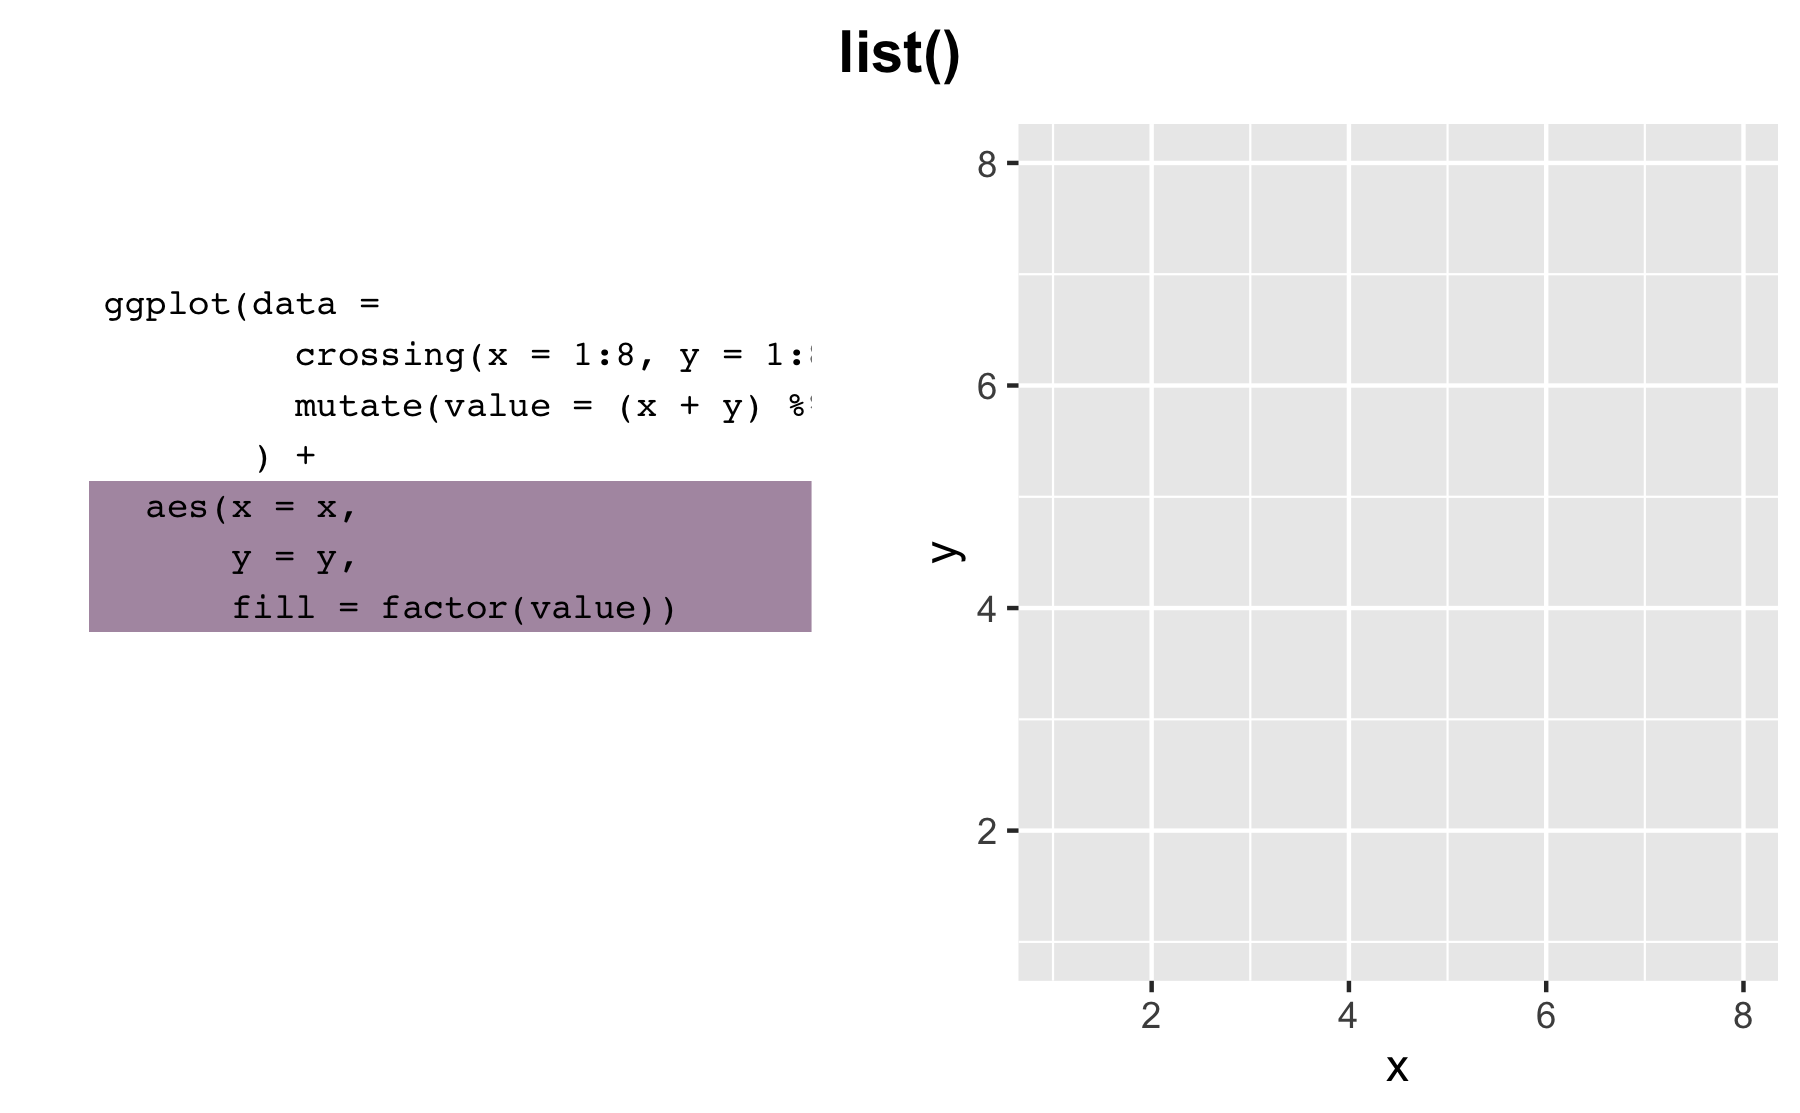 list()
ggplot(data =
crossing(x = 1:8, y = 1:
mutate(value = (x + y) %
) +
aes(x = x,
y = y,
fill = factor(value))
8
6
4
2
y
2 4 6 8
x